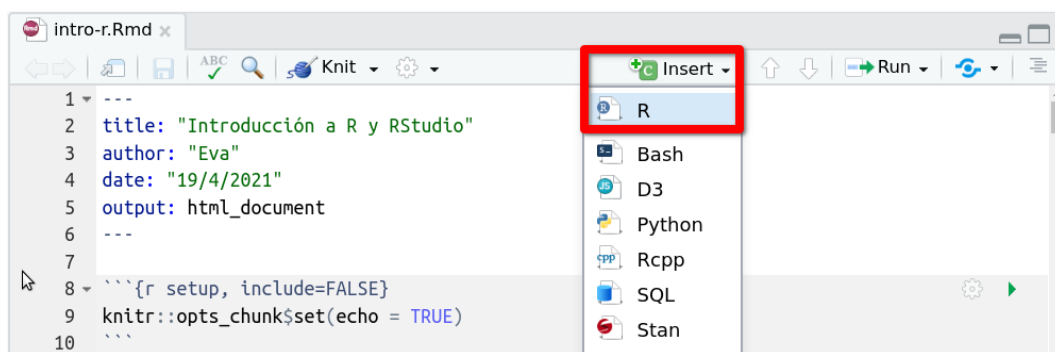 intro-r.Rmd
ABC Knit Insert Run
1 ---
2 title: "Introducción a R y RStudio"
3 author: "Eva"
4 date: "19/4/2021"
5 output: html_document
6 ---
7
8 ```{r setup, include=FALSE}
9 knitr::opts_chunk$set(echo = TRUE)
10 ```
R
Bash
D3
Python
Rcpp
SQL
Stan